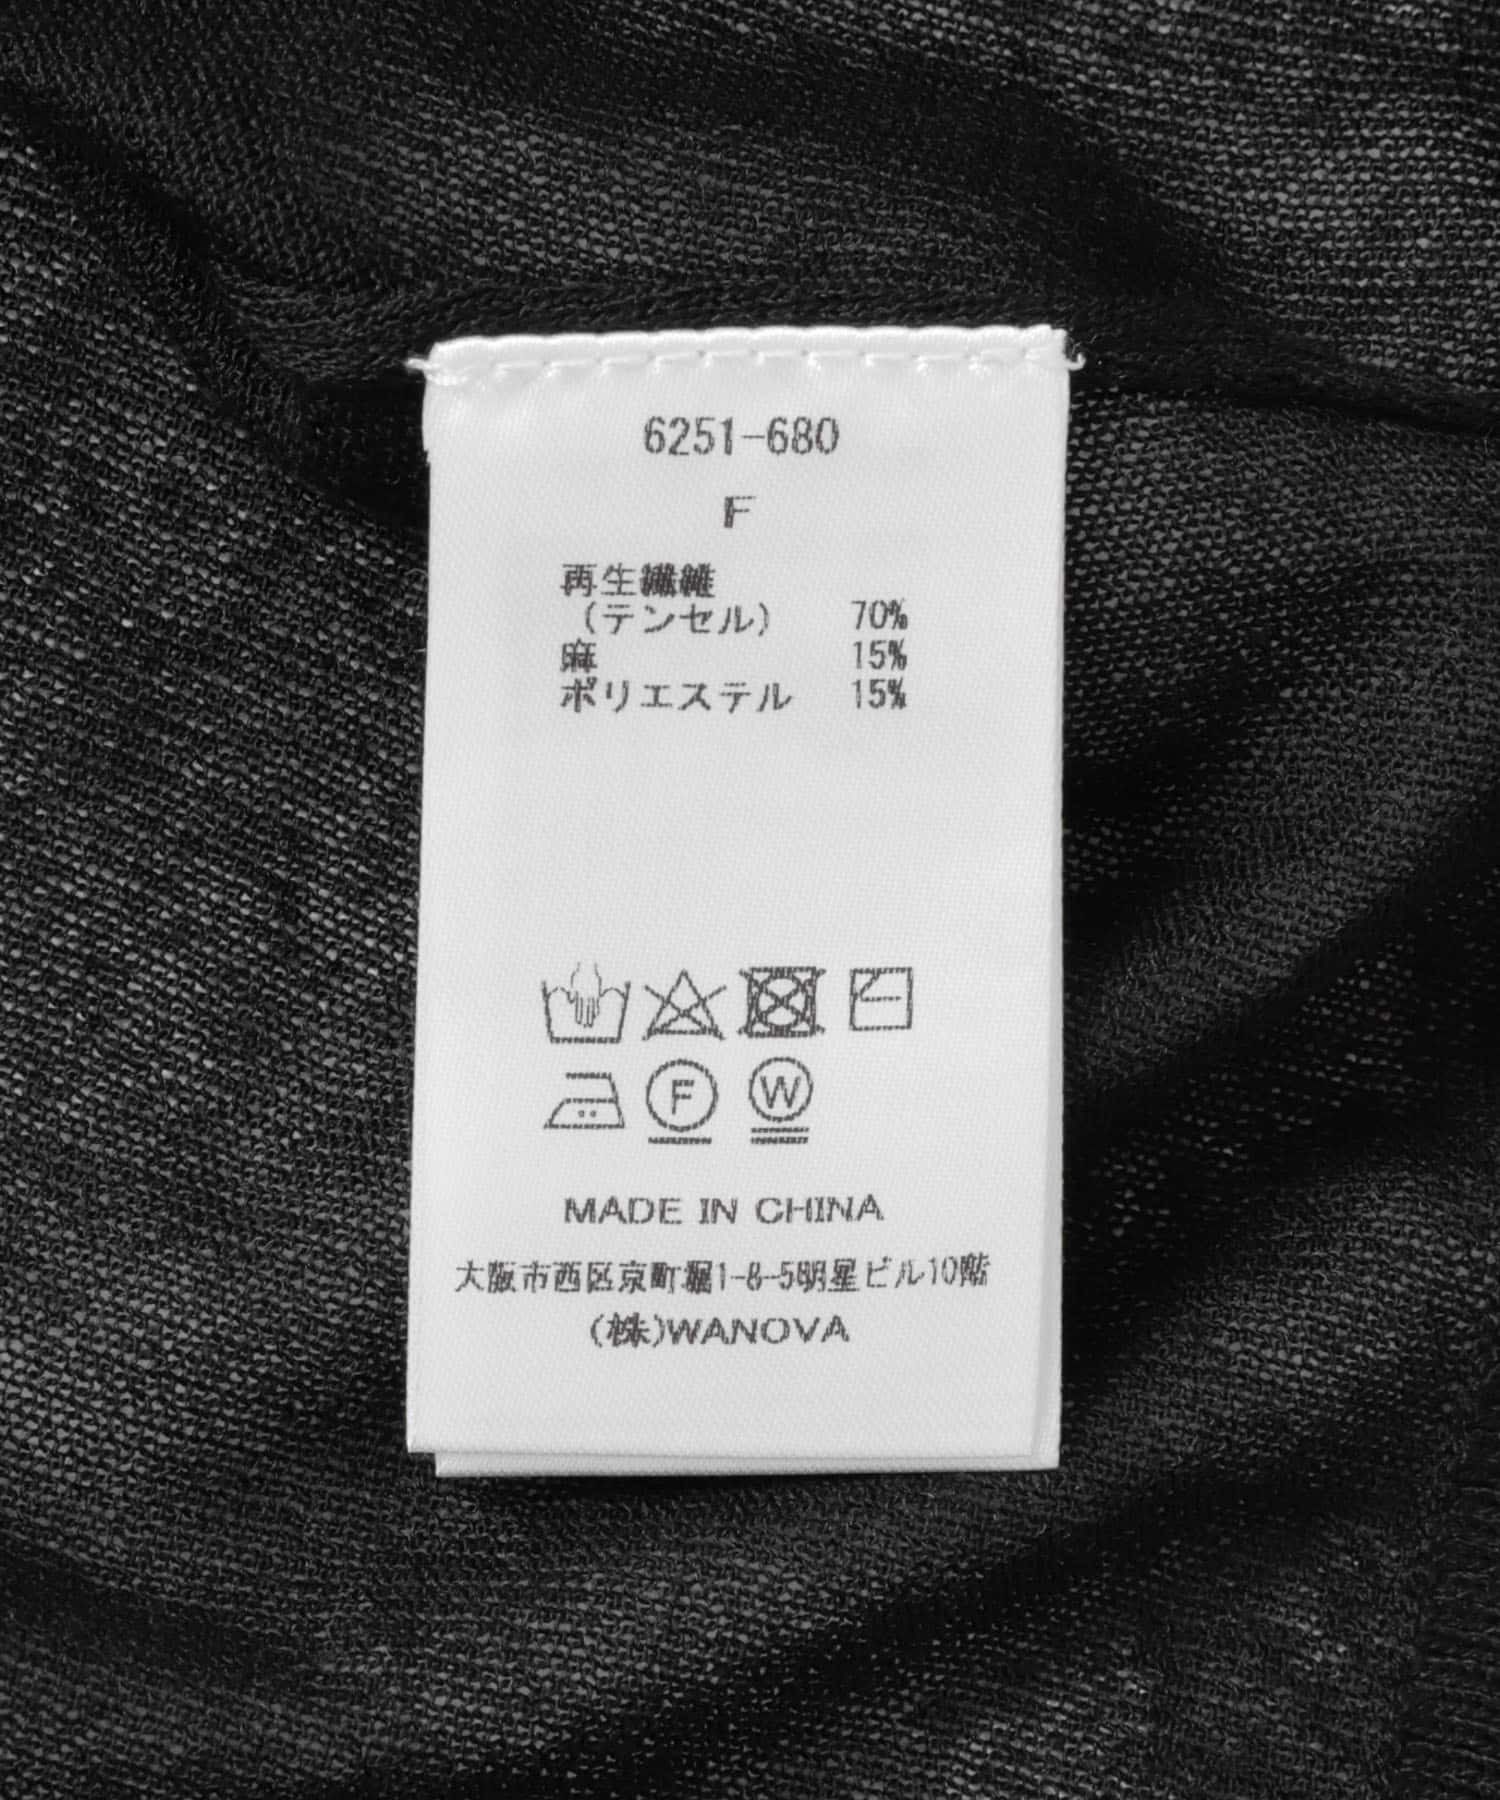 6251-680
F
再生繊維
(テンセル) 70%
麻 15%
ポリエステル 15%
F W
MADE IN CHINA
大阪市西区京町堀1-8-5明星ビル10階
(株)WANOVA